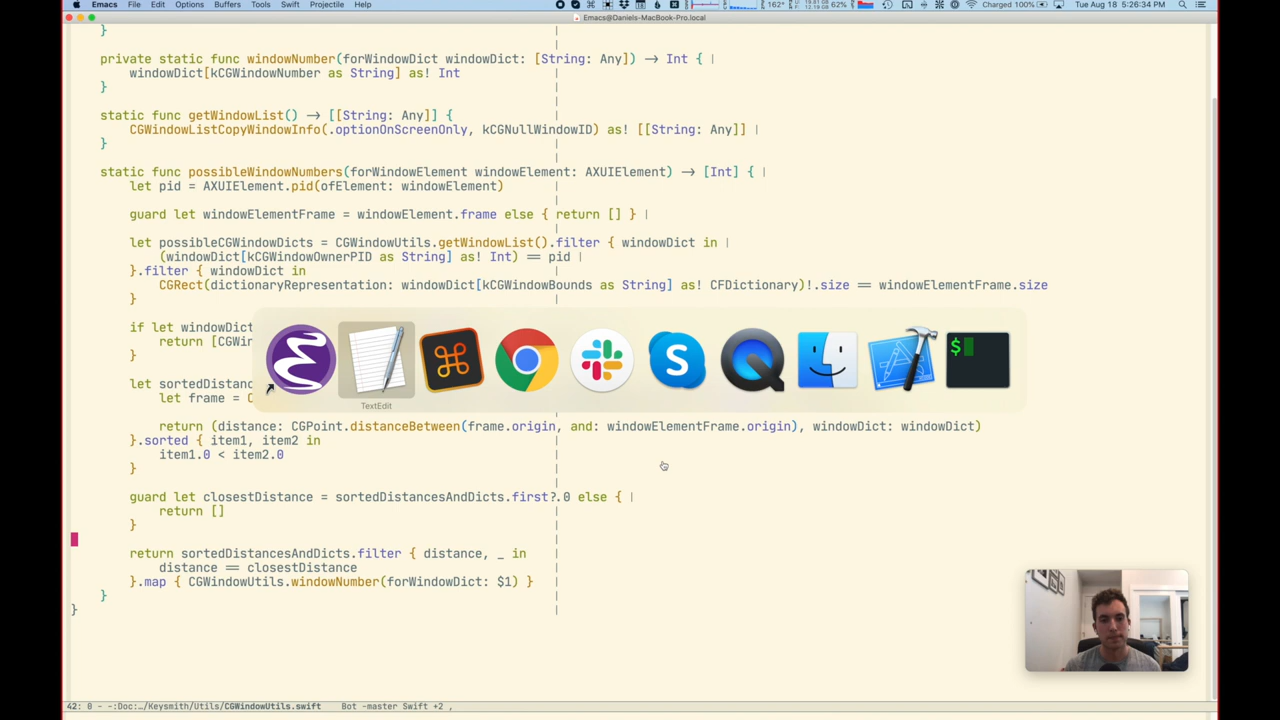 Emacs File Edit Options Buffers Tools Swift Projectile Help 162° 62% Charged 100% Tue Aug 18 5:26:34 PM
Emacs@Daniels-MacBook-Pro.local
}
private static func windowNumber(forWindowDict windowDict: [String: Any]) -> Int {
windowDict[kCGWindowNumber as String] as! Int
}
static func getWindowList() -> [[String: Any]] {
CGWindowListCopyWindowInfo(.optionOnScreenOnly, kCGNullWindowID) as! [[String: Any]]
}
static func possibleWindowNumbers(forWindowElement windowElement: AXUIElement) -> [Int] {
let pid = AXUIElement.pid(ofElement: windowElement)
guard let windowElementFrame = windowElement.frame else { return [] }
let possibleCGWindowDicts = CGWindowUtils.getWindowList().filter { windowDict in
(windowDict[kCGWindowOwnerPID as String] as! Int) == pid
}.filter { windowDict in
CGRect(dictionaryRepresentation: windowDict[kCGWindowBounds as String] as! CFDictionary)!.size == windowElementFrame.size
}
if let windowDict
return [CGWin
}
let sortedDistanc
let frame = C
$
TextEdit
return (distance: CGPoint.distanceBetween(frame.origin, and: windowElementFrame.origin), windowDict: windowDict)
}.sorted { item1, item2 in
item1.0 < item2.0
}
guard let closestDistance = sortedDistancesAndDicts.first?.0 else {
return []
}
return sortedDistancesAndDicts.filter { distance, _ in
distance == closestDistance
}.map { CGWindowUtils.windowNumber(forWindowDict: $1) }
}
}
42: 0 - -:Doc:…/Keysmith/Utils/CGWindowUtils.swift Bot -master Swift +2 ,